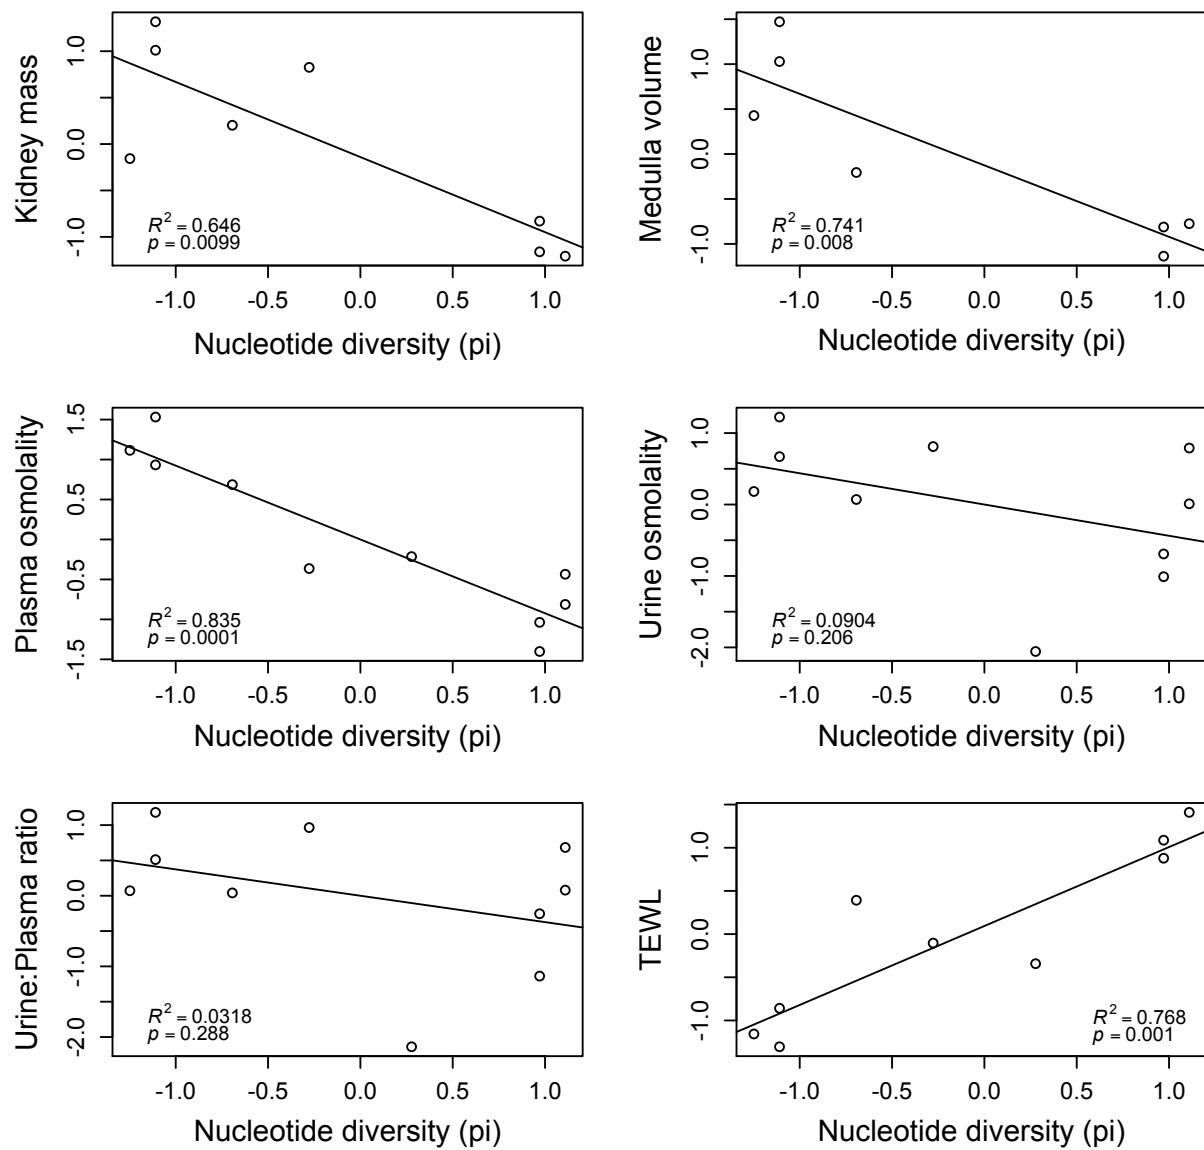 Kidney mass
1.0
0.0
-1.0
R² = 0.646
p = 0.0099
-1.0 -0.5 0.0 0.5 1.0
Nucleotide diversity (pi)
Medulla volume
1.0
0.0
-1.0
R² = 0.741
p = 0.008
-1.0 -0.5 0.0 0.5 1.0
Nucleotide diversity (pi)
Plasma osmolality
1.5
0.5
-0.5
-1.5
R² = 0.835
p = 0.0001
-1.0 -0.5 0.0 0.5 1.0
Nucleotide diversity (pi)
Urine osmolality
1.0
0.0
-1.0
-2.0
R² = 0.0904
p = 0.206
-1.0 -0.5 0.0 0.5 1.0
Nucleotide diversity (pi)
Urine:Plasma ratio
1.0
0.0
-1.0
-2.0
R² = 0.0318
p = 0.288
-1.0 -0.5 0.0 0.5 1.0
Nucleotide diversity (pi)
TEWL
1.0
0.0
-1.0
R² = 0.768
p = 0.001
-1.0 -0.5 0.0 0.5 1.0
Nucleotide diversity (pi)